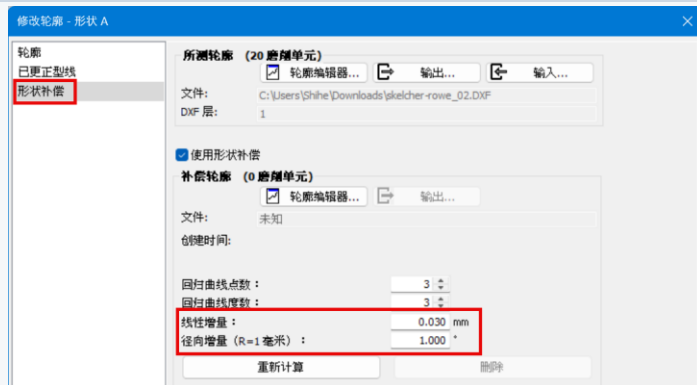 修改轮廓 - 形状 A
轮廓
已更正型线
形状补偿
所测轮廓 (20 磨削单元)
轮廓编辑器... 输出... 输入...
文件: C:\Users\Shihe\Downloads\skelcher-rowe_02.DXF
DXF 层: 1
使用形状补偿
补偿轮廓 (0 磨削单元)
轮廓编辑器... 输出...
文件: 未知
创建时间:
回归曲线点数： 3
回归曲线度数： 3
线性增量： 0.030 mm
径向增量（R=1毫米）： 1.000 °
重新计算 删除